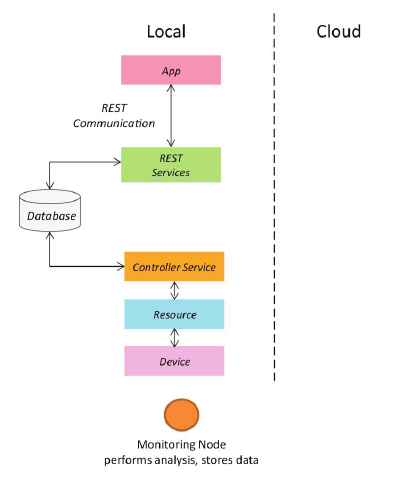 Local
Cloud
App
REST
Communication
REST
Services
Database
Controller Service
Resource
Device
Monitoring Node
performs analysis, stores data